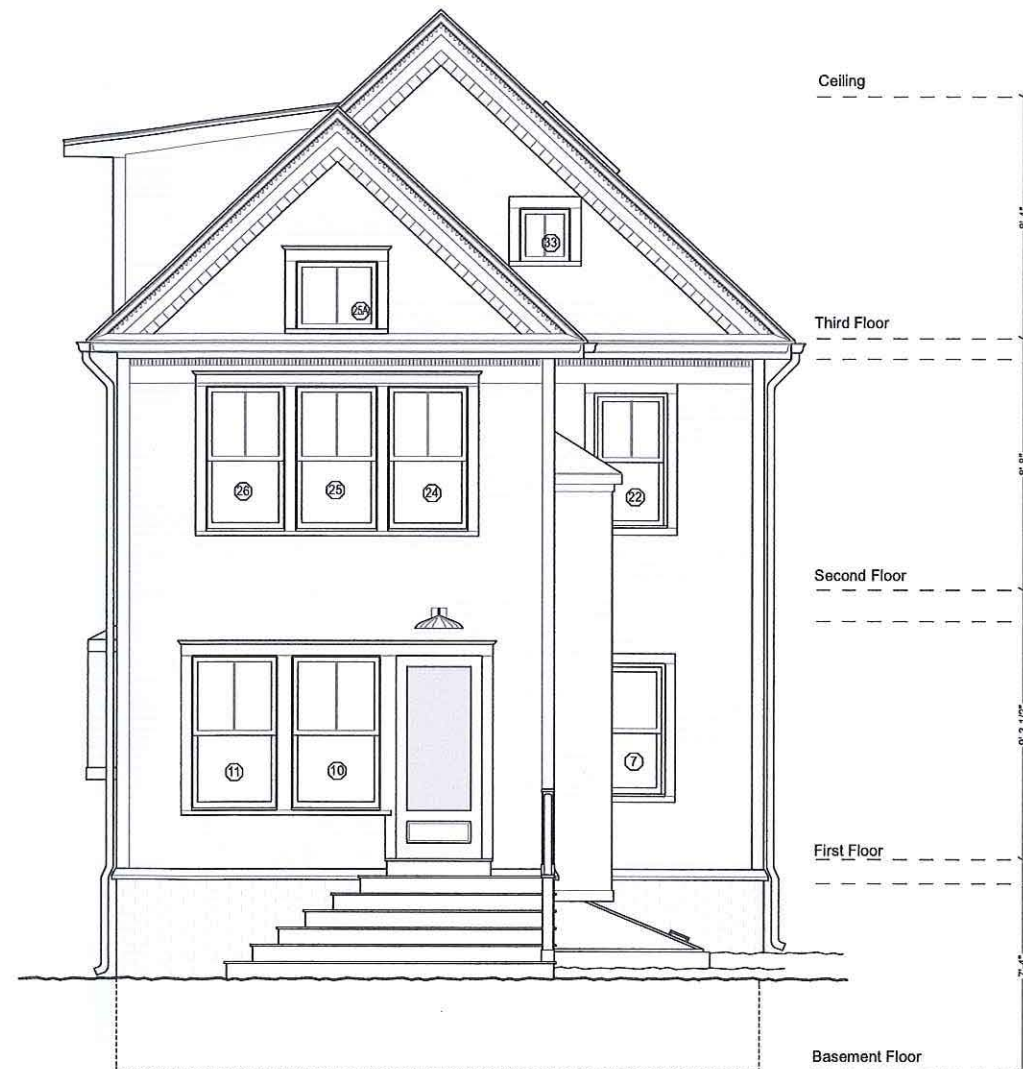 Ceiling
33
25A
Third Floor
26
25
24
22
Second Floor
11
10
7
First Floor
Basement Floor